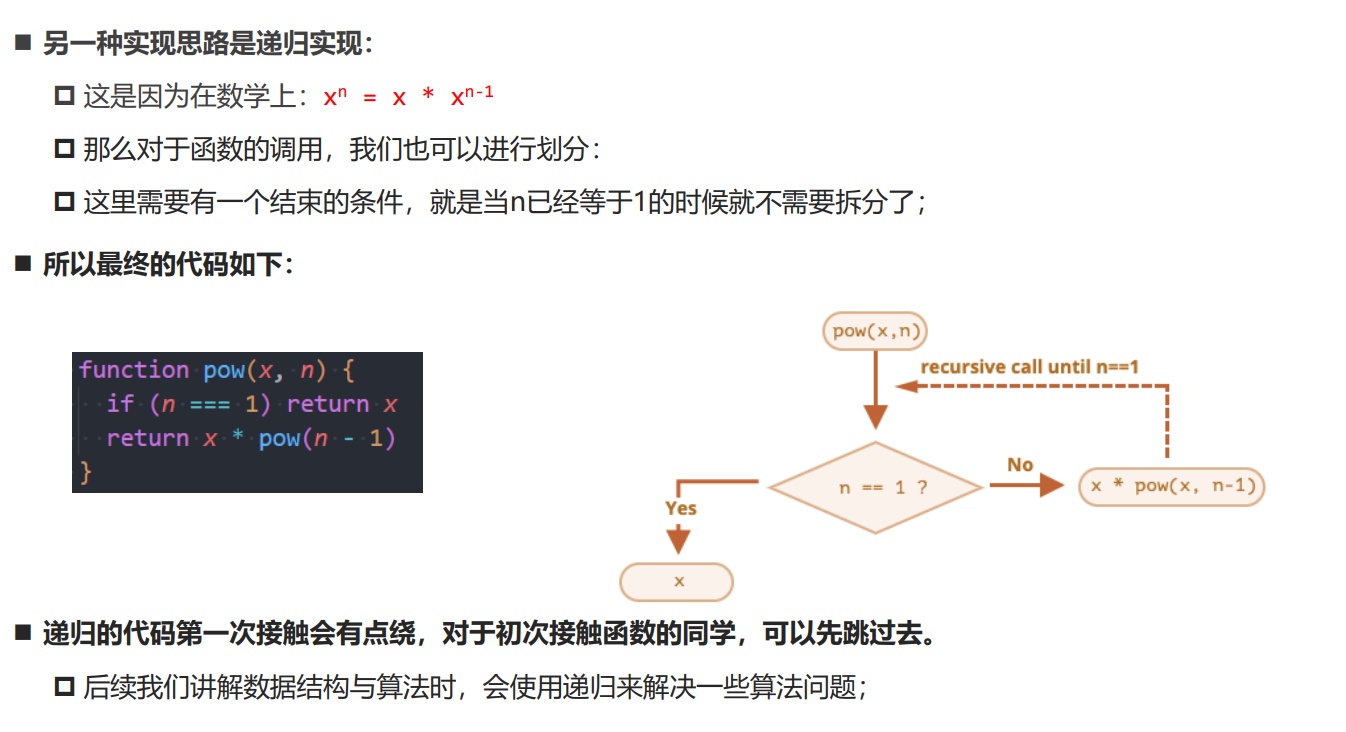 ■ 另一种实现思路是递归实现：
这是因为在数学上：xⁿ = x * xⁿ⁻¹
那么对于函数的调用，我们也可以进行划分：
这里需要有一个结束的条件，就是当n已经等于1的时候就不需要拆分了；
■ 所以最终的代码如下：
function pow(x, n) {
if (n === 1) return x
return x * pow(n - 1)
}
pow(x,n)
recursive call until n==1
n == 1 ?
No
x * pow(x, n-1)
Yes
x
■ 递归的代码第一次接触会有点绕，对于初次接触函数的同学，可以先跳过去。
后续我们讲解数据结构与算法时，会使用递归来解决一些算法问题；